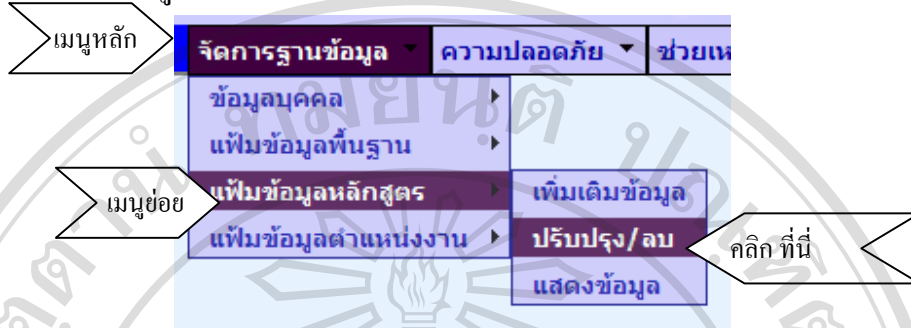 เมนูหลัก
จัดการฐานข้อมูล ความปลอดภัย ช่วยเห
ข้อมูลบุคคล
แฟ้มข้อมูลพื้นฐาน
เมนูย่อย
แฟ้มข้อมูลหลักสูตร เพิ่มเติมข้อมูล
แฟ้มข้อมูลตำแหน่งงาน ปรับปรุง/ลบ
คลิก ที่นี่
แสดงข้อมูล